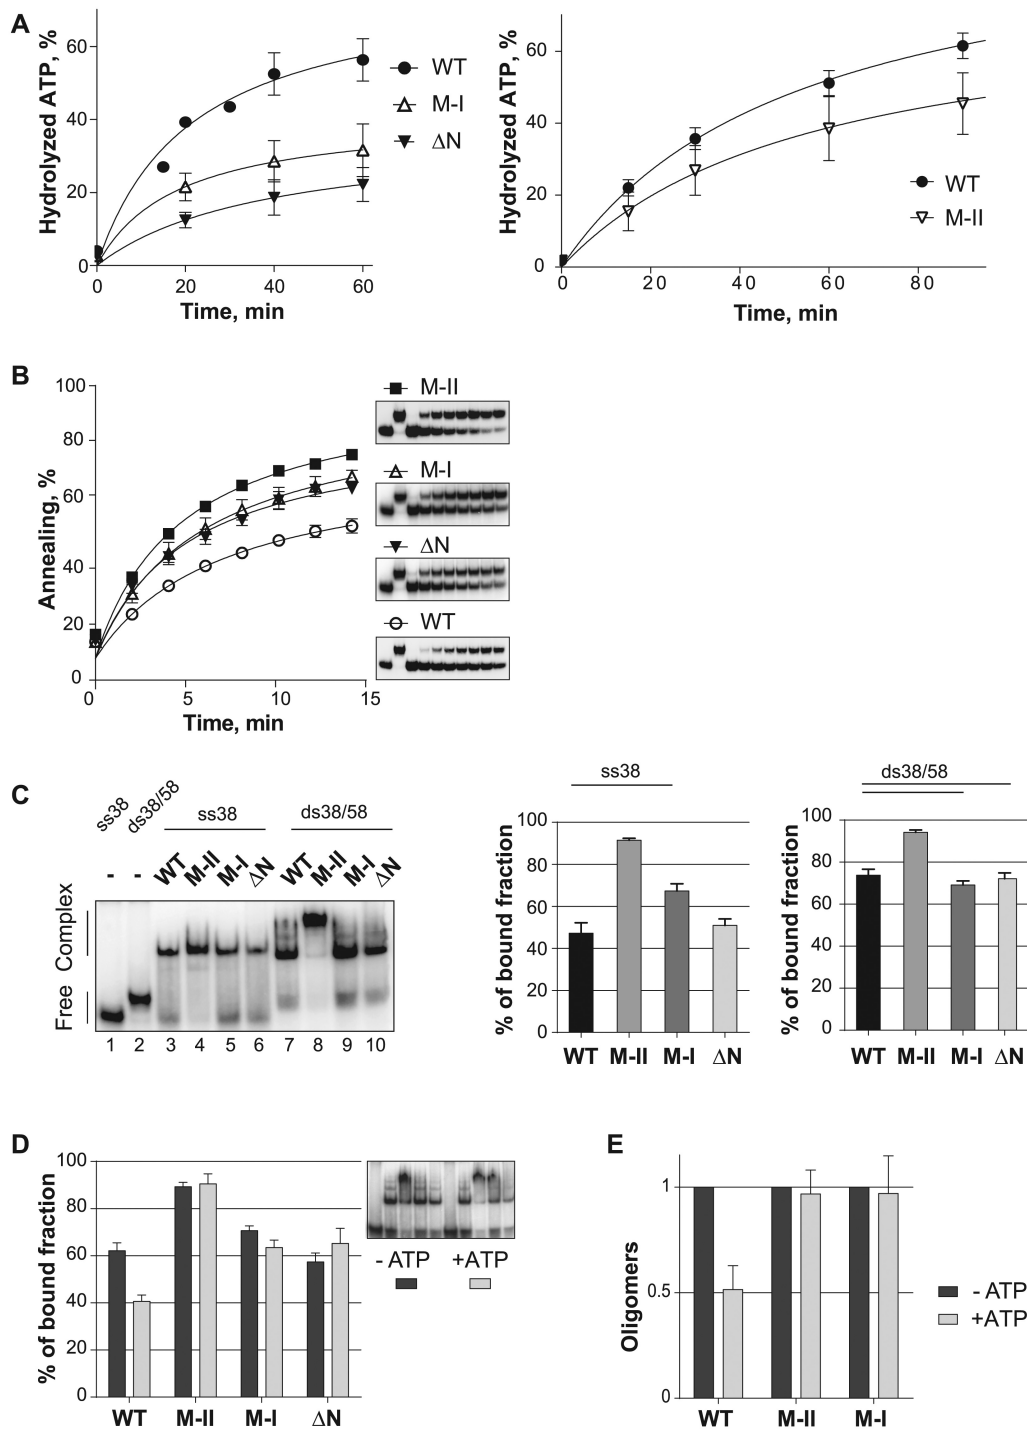 A
Hydrolyzed ATP, %
60
40
20
0
0 20 40 60
Time, min
WT
M-I
ΔN
Hydrolyzed ATP, %
60
40
20
0
0 20 40 60 80
Time, min
WT
M-II
B
Annealing, %
100
80
60
40
20
0
0 5 10 15
Time, min
M-II
M-I
ΔN
WT
C
ss38 ds38/58 ss38 ds38/58
- - WT M-II M-I ΔN WT M-II M-I ΔN
Free Complex
1 2 3 4 5 6 7 8 9 10
ss38
% of bound fraction
100
80
60
40
20
0
WT M-II M-I ΔN
ds38/58
% of bound fraction
100
80
60
40
20
0
WT M-II M-I ΔN
D
% of bound fraction
100
80
60
40
20
0
WT M-II M-I ΔN
- ATP +ATP
E
Oligomers
1
0.5
0
WT M-II M-I
- ATP
+ATP